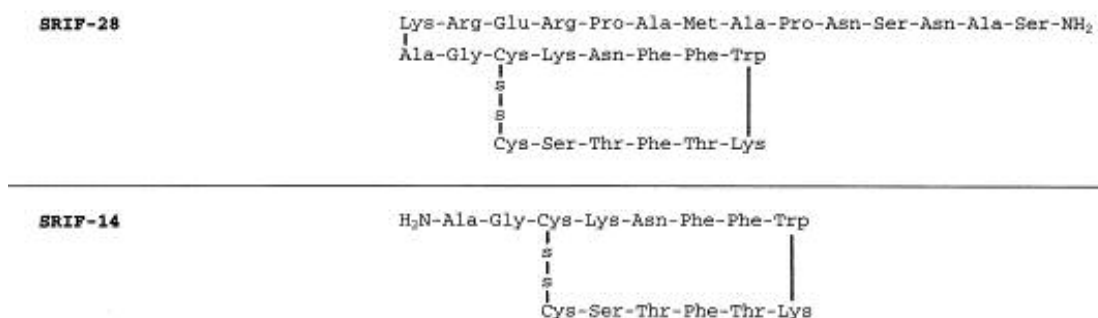 SRIF-28 Lys-Arg-Glu-Arg-Pro-Ala-Met-Ala-Pro-Asn-Ser-Asn-Ala-Ser-NH₂
Ala-Gly-Cys-Lys-Asn-Phe-Phe-Trp
S
S
Cys-Ser-Thr-Phe-Thr-Lys
SRIF-14 H₂N-Ala-Gly-Cys-Lys-Asn-Phe-Phe-Trp
S
S
Cys-Ser-Thr-Phe-Thr-Lys